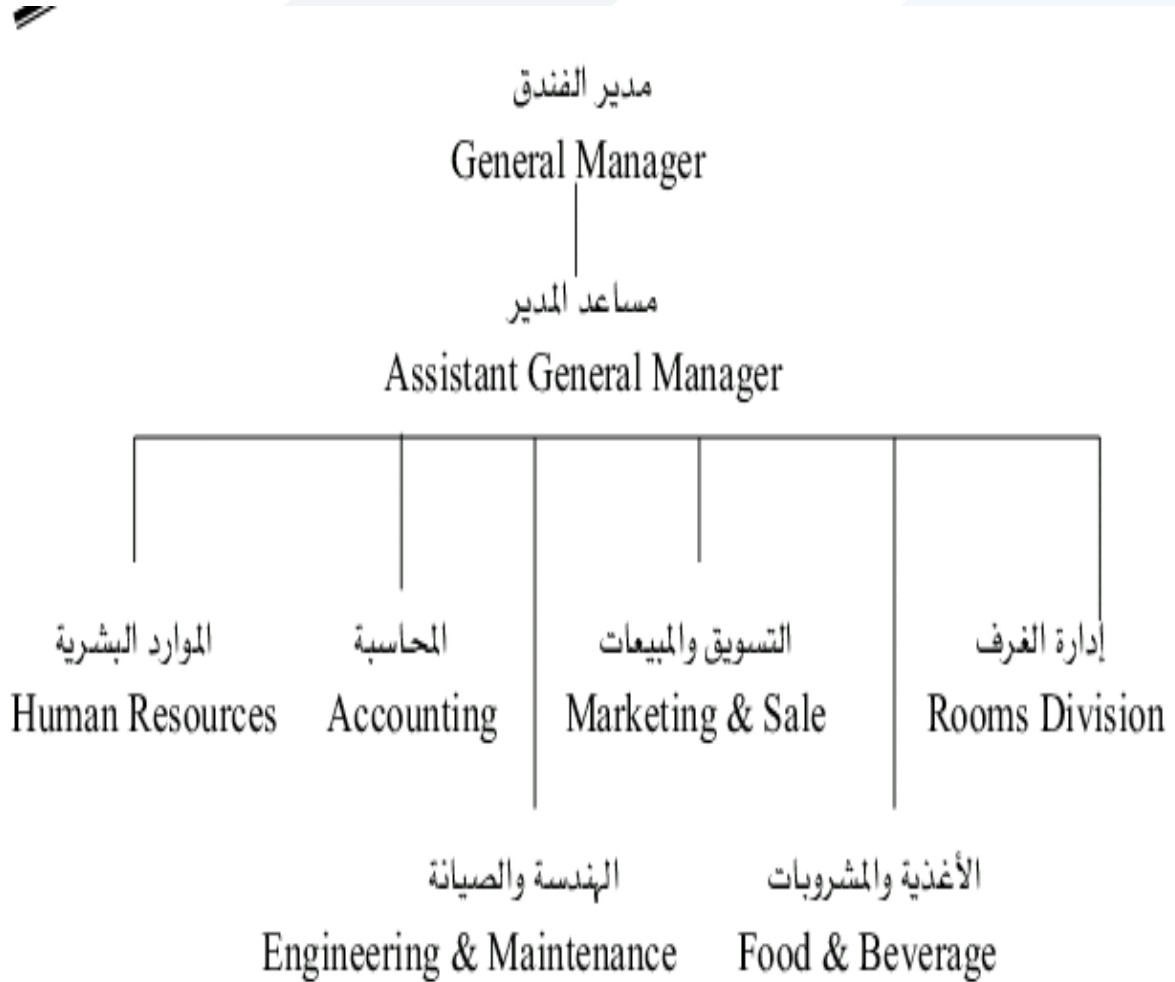 مدير الفندق
General Manager
مساعد المدير
Assistant General Manager
الموارد البشرية
Human Resources
المحاسبة
Accounting
التسويق والمبيعات
Marketing & Sale
إدارة الغرف
Rooms Division
الهندسة والصيانة
Engineering & Maintenance
الأغذية والمشروبات
Food & Beverage